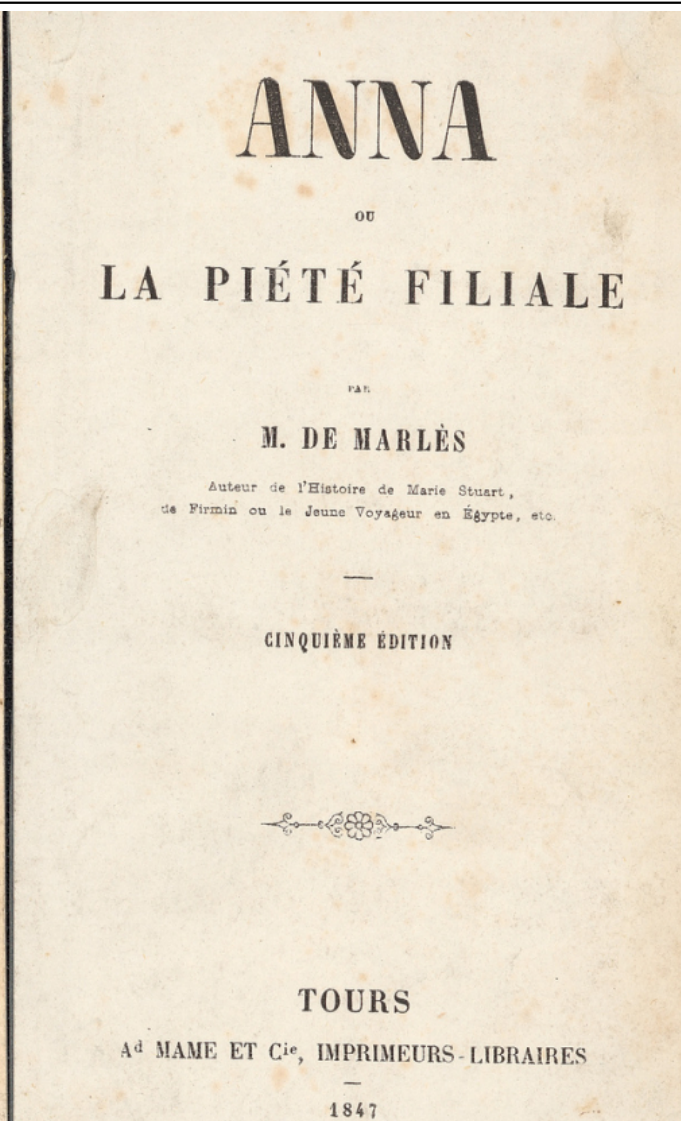 ANNA
OU
LA PIÉTÉ FILIALE
PAR
M. DE MARLÈS
Auteur de l'Histoire de Marie Stuart,
de Firmin ou le Jeune Voyageur en Égypte, etc.
CINQUIÈME ÉDITION
TOURS
Ad MAME ET Cie, IMPRIMEURS-LIBRAIRES
1847